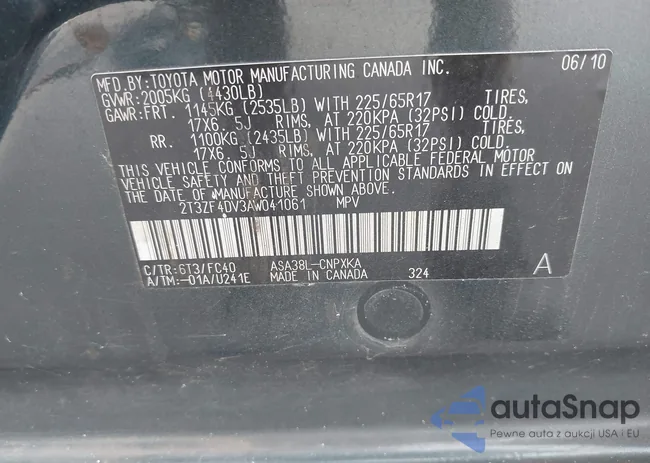 MFD.BY:TOYOTA MOTOR MANUFACTURING CANADA INC. 06/10
GVWR:2005KG (4430LB)
GAWR:FRT. 1145KG (2535LB) WITH 225/65R17 TIRES,
17X6.5J RIMS, AT 220KPA (32PSI) COLD.
RR. 1100KG (2435LB) WITH 225/65R17 TIRES,
17X6.5J RIMS, AT 220KPA (32PSI) COLD.
THIS VEHICLE CONFORMS TO ALL APPLICABLE FEDERAL MOTOR
VEHICLE SAFETY AND THEFT PREVENTION STANDARDS IN EFFECT ON
THE DATE OF MANUFACTURE SHOWN ABOVE.
2T3ZF4DV3AW041061 MPV
C/TR:6T3/FC40 ASA38L-CNPXKA A
A/TM:-01A/U241E MADE IN CANADA 324
autaSnap
Pewne auta z aukcji USA i EU